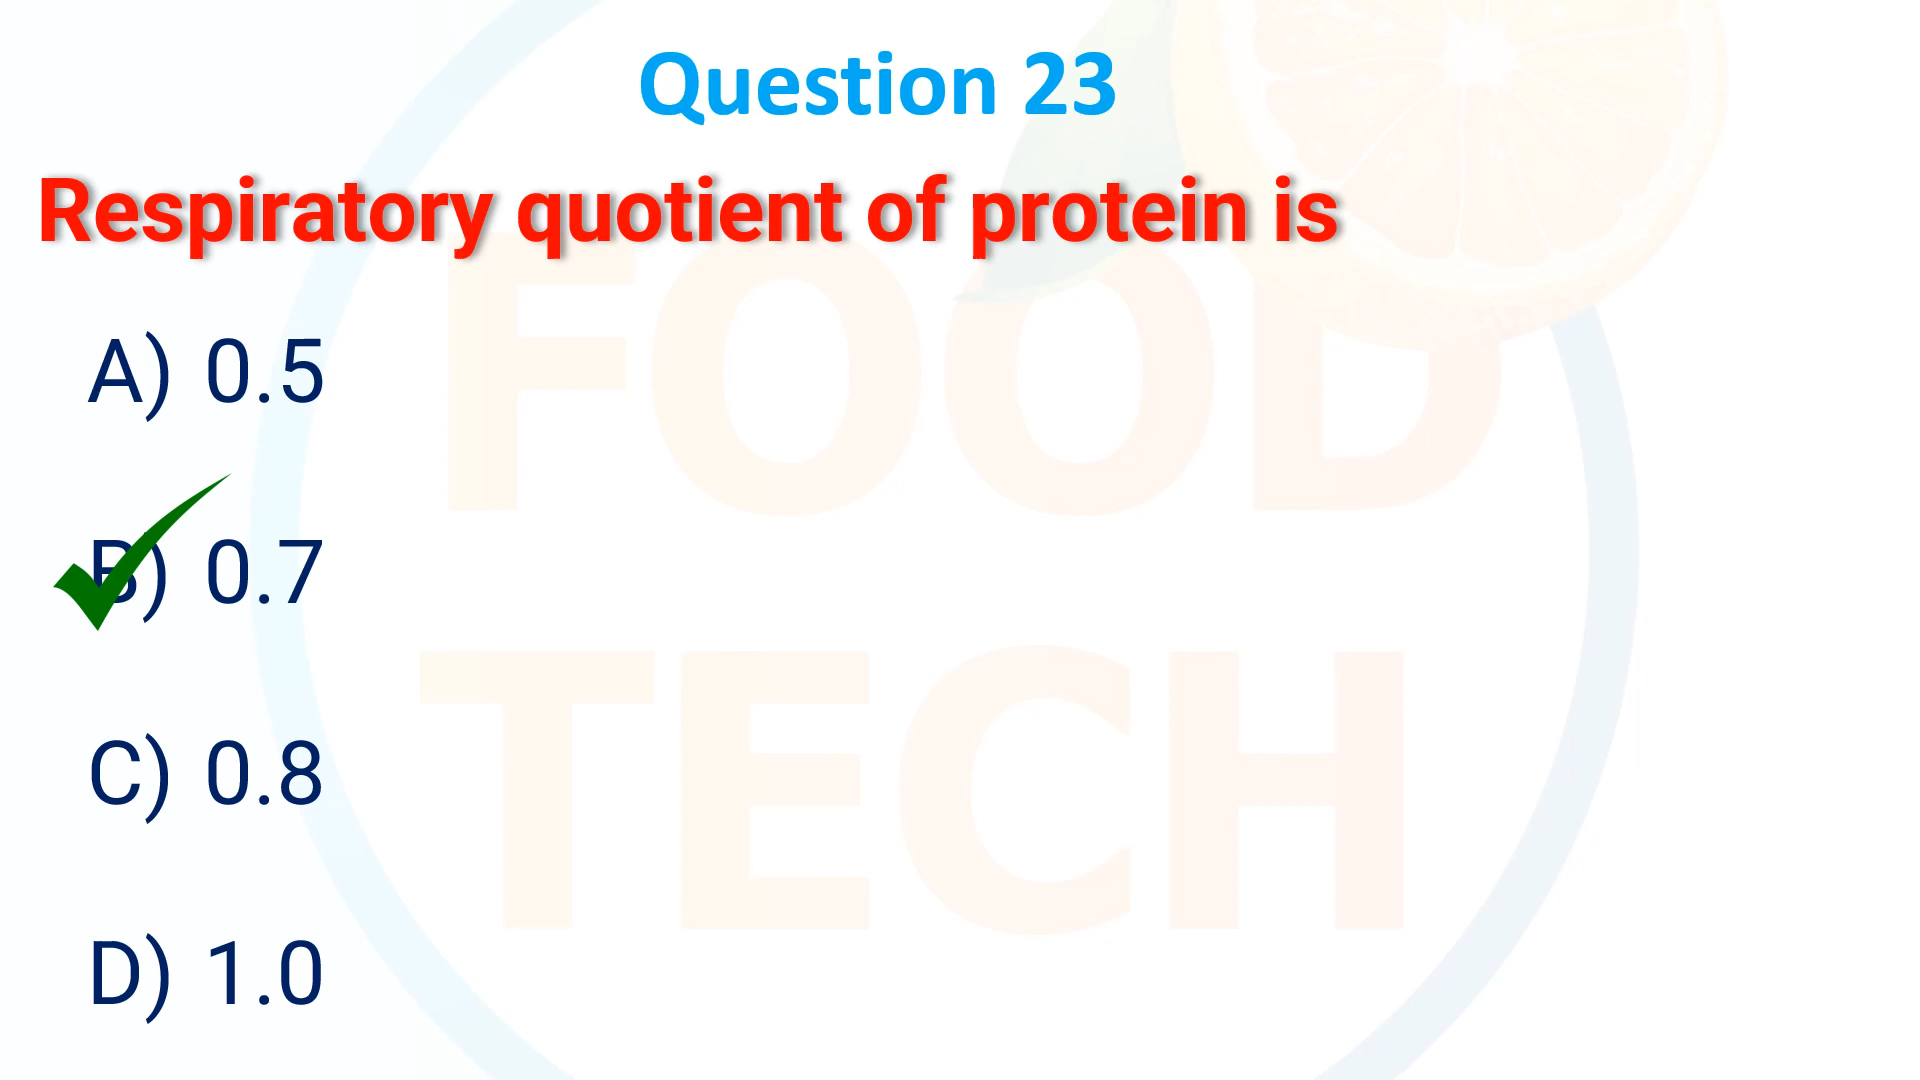 Question 23
Respiratory quotient of protein is
A) 0.5
B) 0.7
C) 0.8
D) 1.0
FOOD
TECH